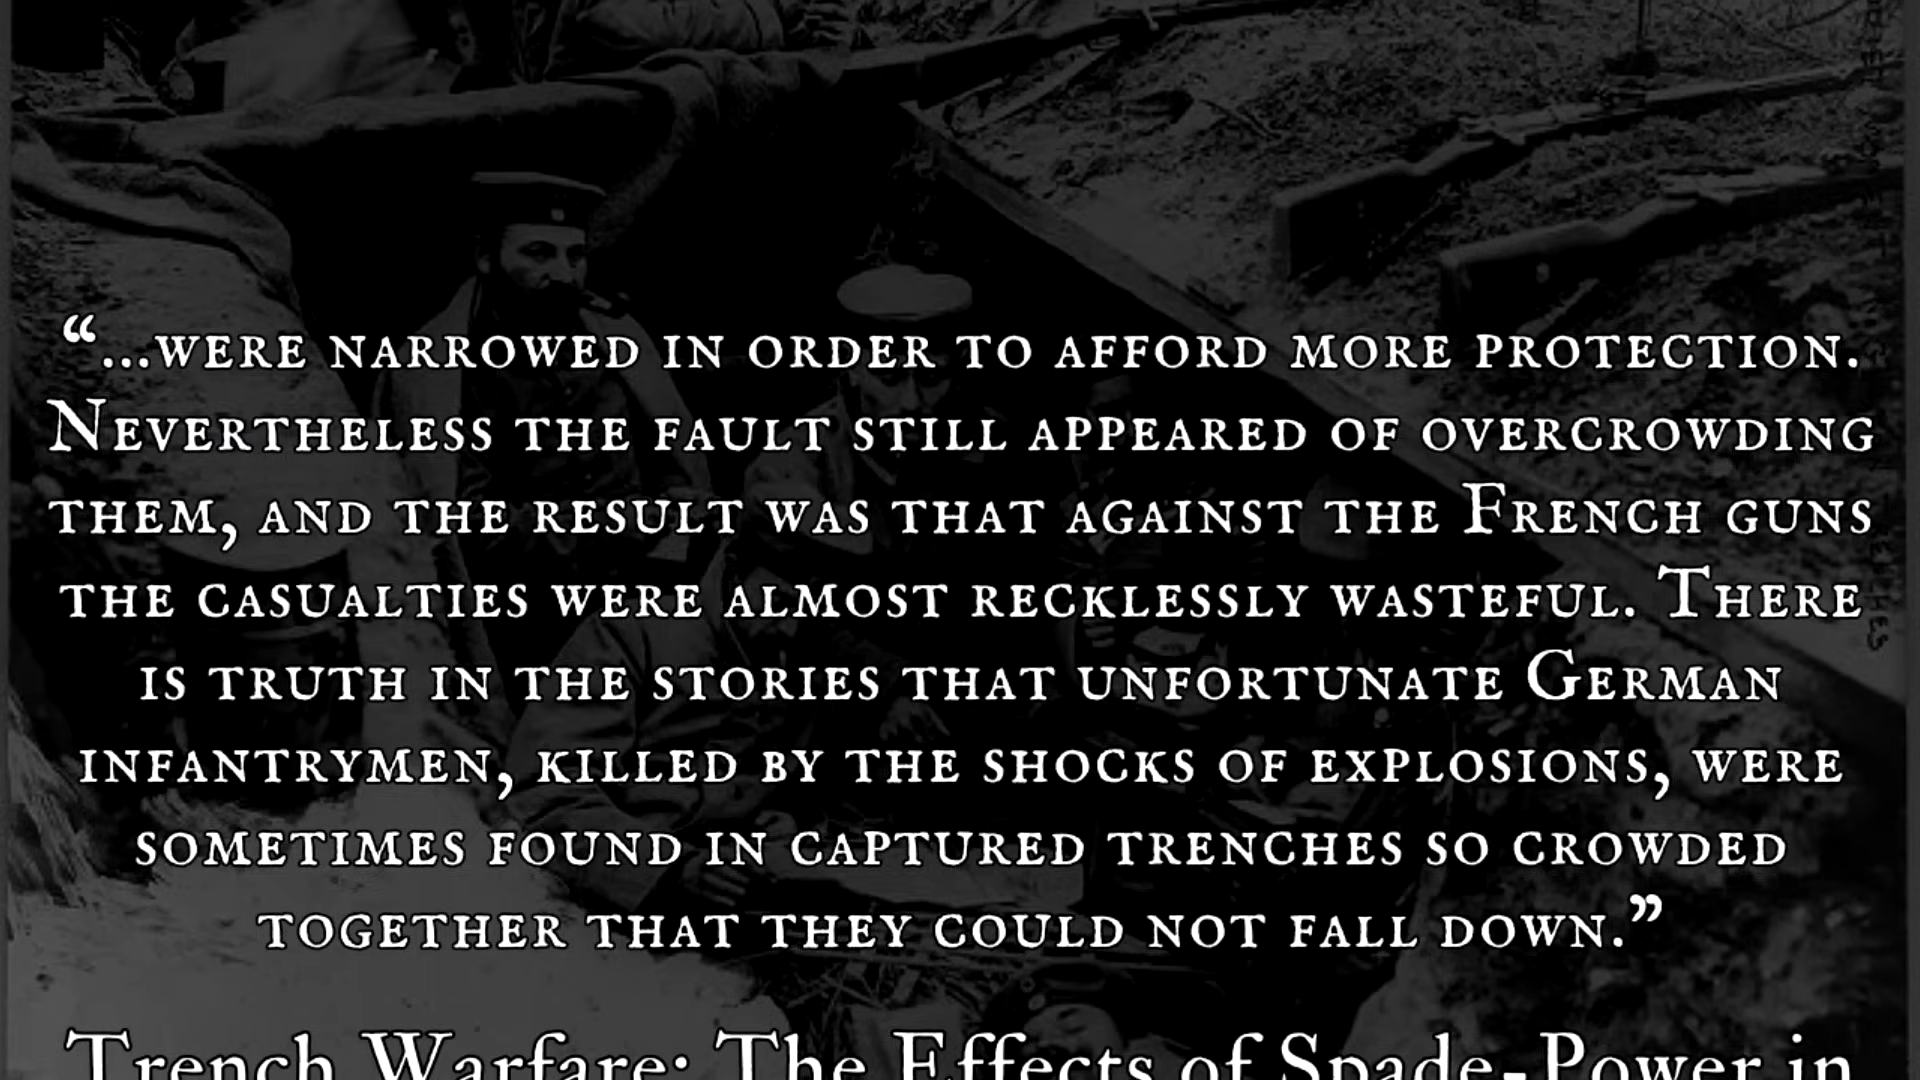 “...were narrowed in order to afford more protection.
Nevertheless the fault still appeared of overcrowding
them, and the result was that against the French guns
the casualties were almost recklessly wasteful. There
is truth in the stories that unfortunate German
infantrymen, killed by the shocks of explosions, were
sometimes found in captured trenches so crowded
together that they could not fall down.”
Trench Warfare: The Effects of Spade-Power in